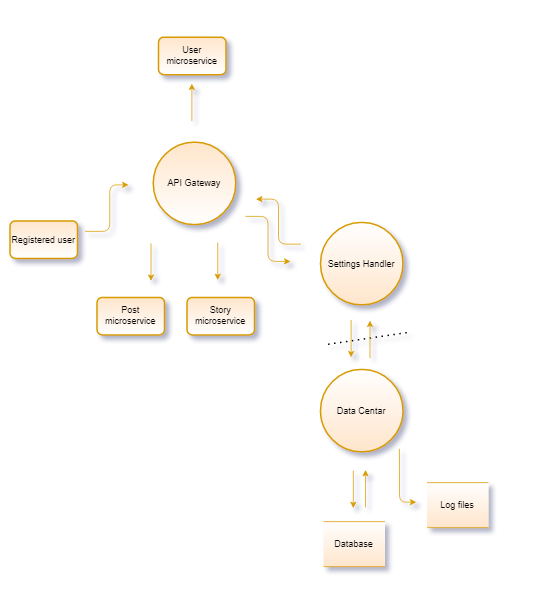 User
microservice
API Gateway
Registered user
Settings Handler
Post
microservice
Story
microservice
Data Centar
Log files
Database